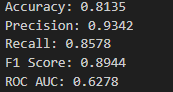 Accuracy: 0.8135
Precision: 0.9342
Recall: 0.8578
F1 Score: 0.8944
ROC AUC: 0.6278